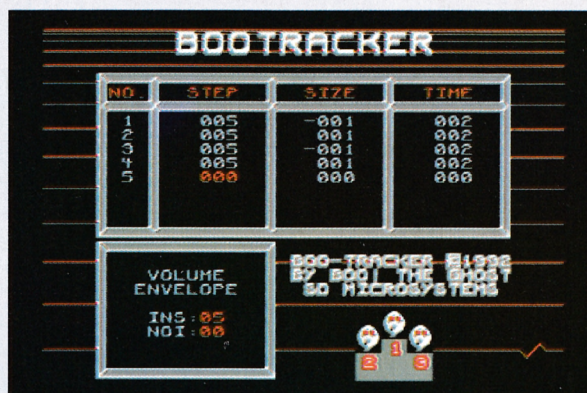 BOOTRACKER
NO. STEP SIZE TIME
1 005 -001 002
2 005 001 002
3 005 -001 002
4 005 001 002
5 000 000 000
VOLUME
ENVELOPE
INS:05
NOI:00
BOO-TRACKER ©1992
BY BOO! THE GHOST
GO MICROSYSTEMS
2 1 3